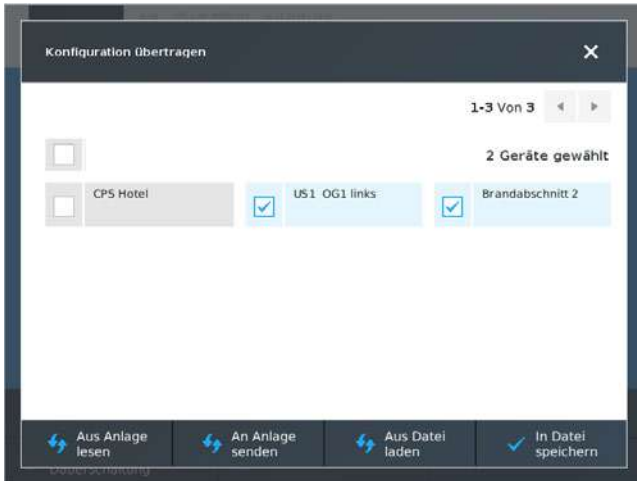 Konfiguration übertragen
1-3 Von 3
2 Geräte gewählt
CPS Hotel
US1 OG1 links
Brandabschnitt 2
Aus Anlage
lesen
An Anlage
senden
Aus Datei
laden
In Datei
speichern